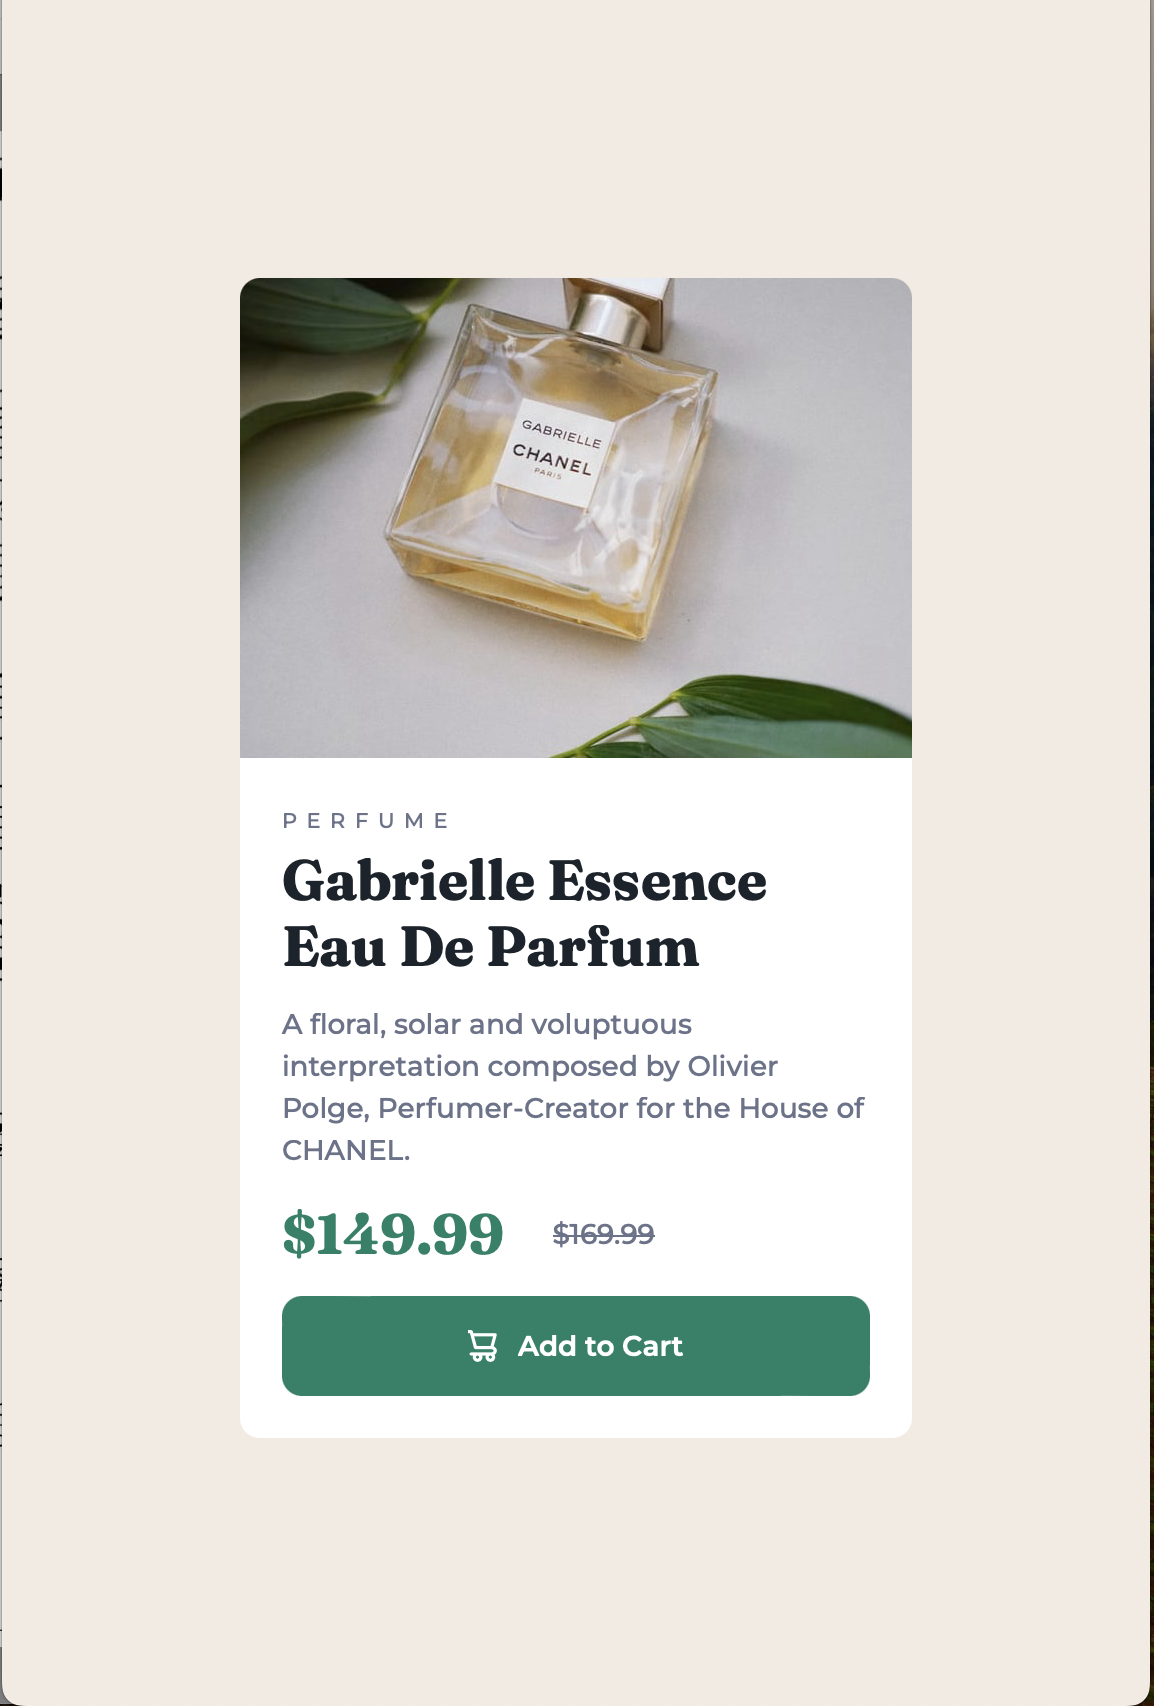 GABRIELLE
CHANEL
PARIS
PERFUME
Gabrielle Essence
Eau De Parfum
A floral, solar and voluptuous
interpretation composed by Olivier
Polge, Perfumer-Creator for the House of
CHANEL.
$149.99 $169.99
Add to Cart